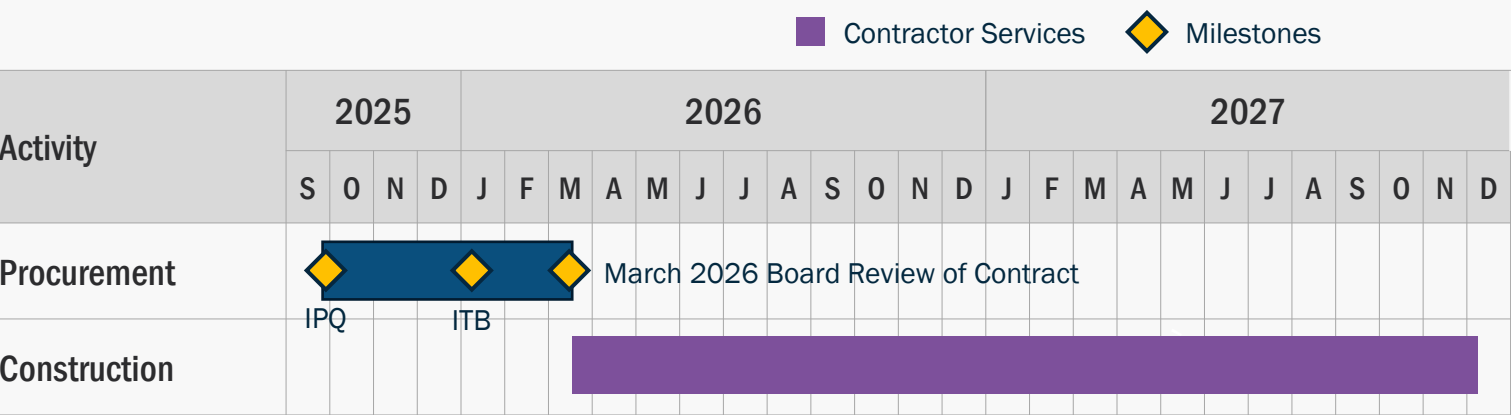 Contractor Services Milestones
Activity
2025 2026 2027
S O N D J F M A M J J A S O N D J F M A M J J A S O N D
Procurement
March 2026 Board Review of Contract
IPQ ITB
Construction